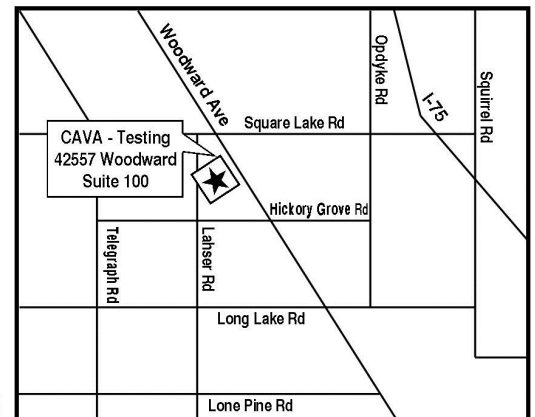 Woodward Ave
Opdyke Rd
I-75
Squirrel Rd
Square Lake Rd
CAVA - Testing
42557 Woodward
Suite 100
Hickory Grove Rd
Telegraph Rd
Lahser Rd
Long Lake Rd
Lone Pine Rd